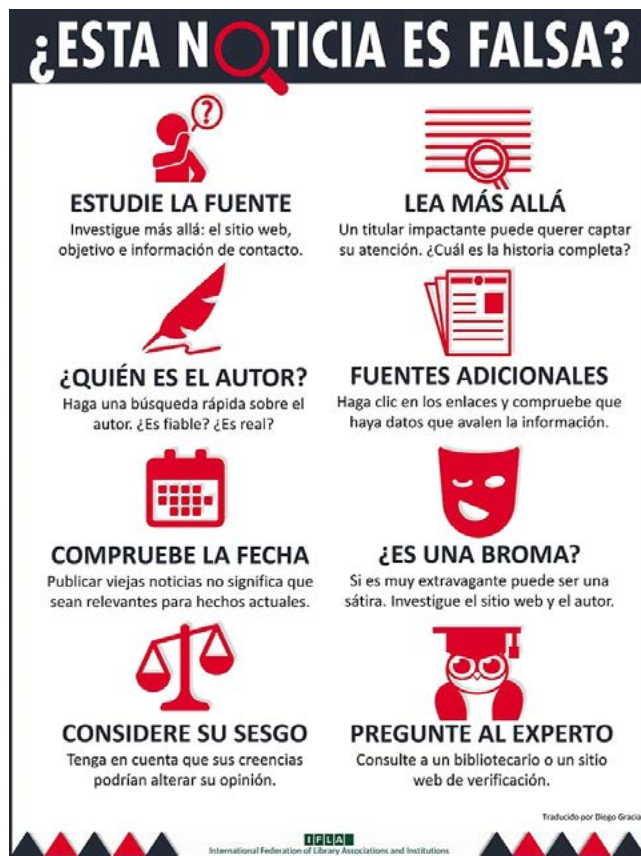 ¿ESTA NOTICIA ES FALSA?
?
ESTUDIE LA FUENTE
Investigue más allá: el sitio web,
objetivo e información de contacto.
LEA MÁS ALLÁ
Un titular impactante puede querer captar
su atención. ¿Cuál es la historia completa?
¿QUIÉN ES EL AUTOR?
Haga una búsqueda rápida sobre el
autor. ¿Es fiable? ¿Es real?
FUENTES ADICIONALES
Haga clic en los enlaces y compruebe que
haya datos que avalen la información.
COMPRUEBE LA FECHA
Publicar viejas noticias no significa que
sean relevantes para hechos actuales.
¿ES UNA BROMA?
Si es muy extravagante puede ser una
sátira. Investigue el sitio web y el autor.
CONSIDERE SU SESGO
Tenga en cuenta que sus creencias
podrían alterar su opinión.
PREGUNTE AL EXPERTO
Consulte a un bibliotecario o un sitio
web de verificación.
Traducido por Diego Gracia
IFLA
International Federation of Library Associations and Institutions